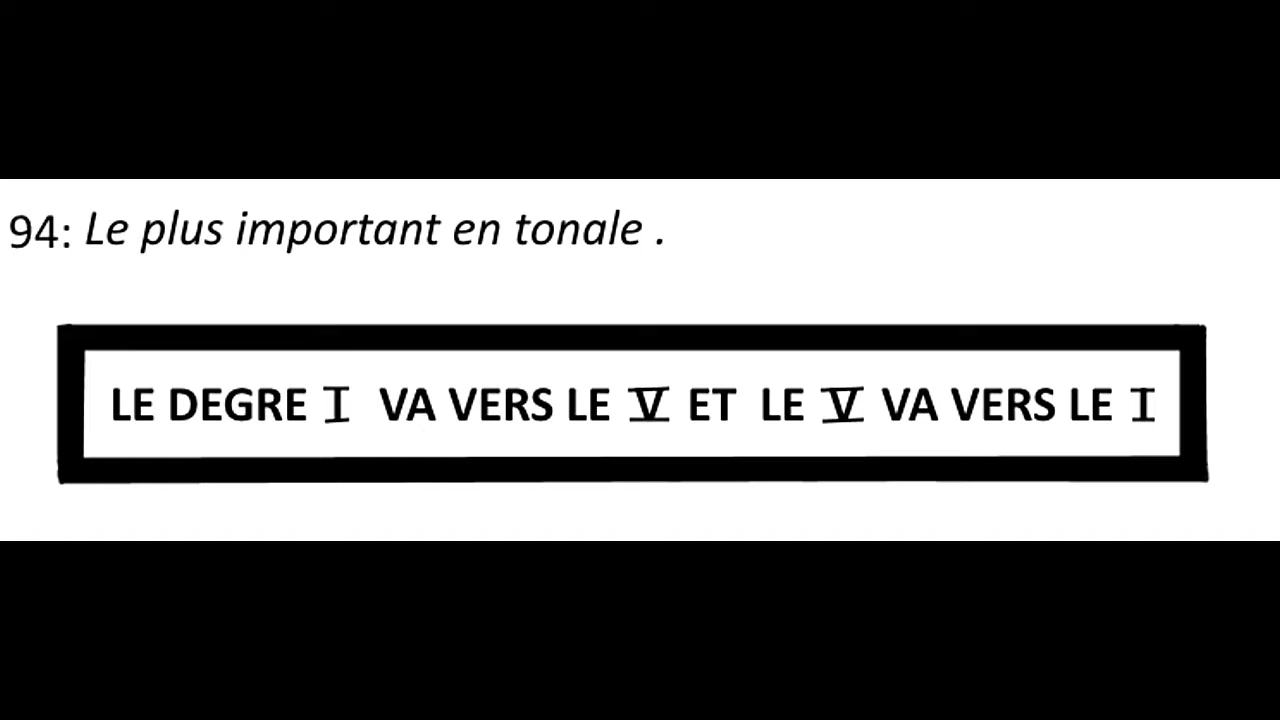 94: Le plus important en tonale .
LE DEGRE I VA VERS LE V ET LE V VA VERS LE I